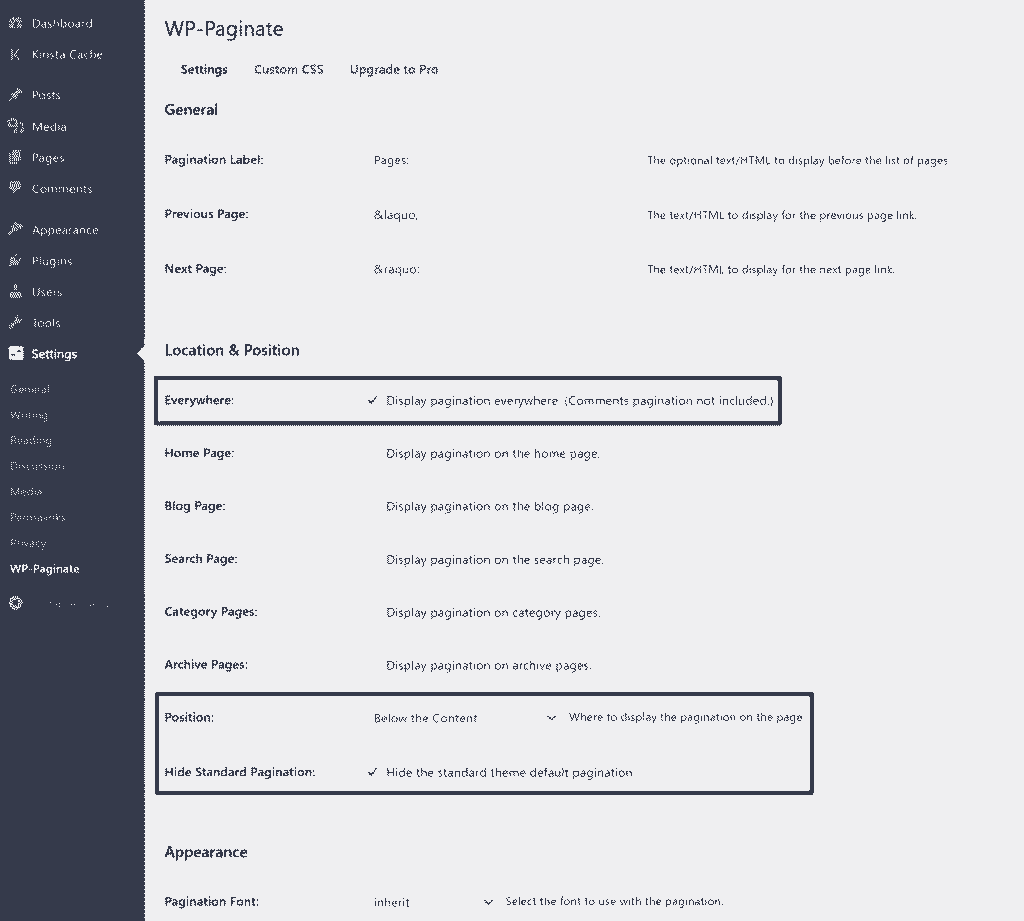 Dashboard
Kinsta Cache
Posts
Media
Pages
Comments
Appearance
Plugins
Users
Tools
Settings
General
Writing
Reading
Discussion
Media
Permalinks
Privacy
WP-Paginate
WP-Paginate
Settings Custom CSS Upgrade to Pro
General
Pagination Label: Pages: The optional text/HTML to display before the list of pages
Previous Page: &laquo; The text/HTML to display for the previous page link.
Next Page: &raquo; The text/HTML to display for the next page link.
Location & Position
Everywhere: ✓ Display pagination everywhere. (Comments pagination not included.)
Home Page: Display pagination on the home page.
Blog Page: Display pagination on the blog page.
Search Page: Display pagination on the search page.
Category Pages: Display pagination on category pages.
Archive Pages: Display pagination on archive pages.
Position: Below the Content Where to display the pagination on the page
Hide Standard Pagination: ✓ Hide the standard theme default pagination
Appearance
Pagination Font: inherit Select the font to use with the pagination.